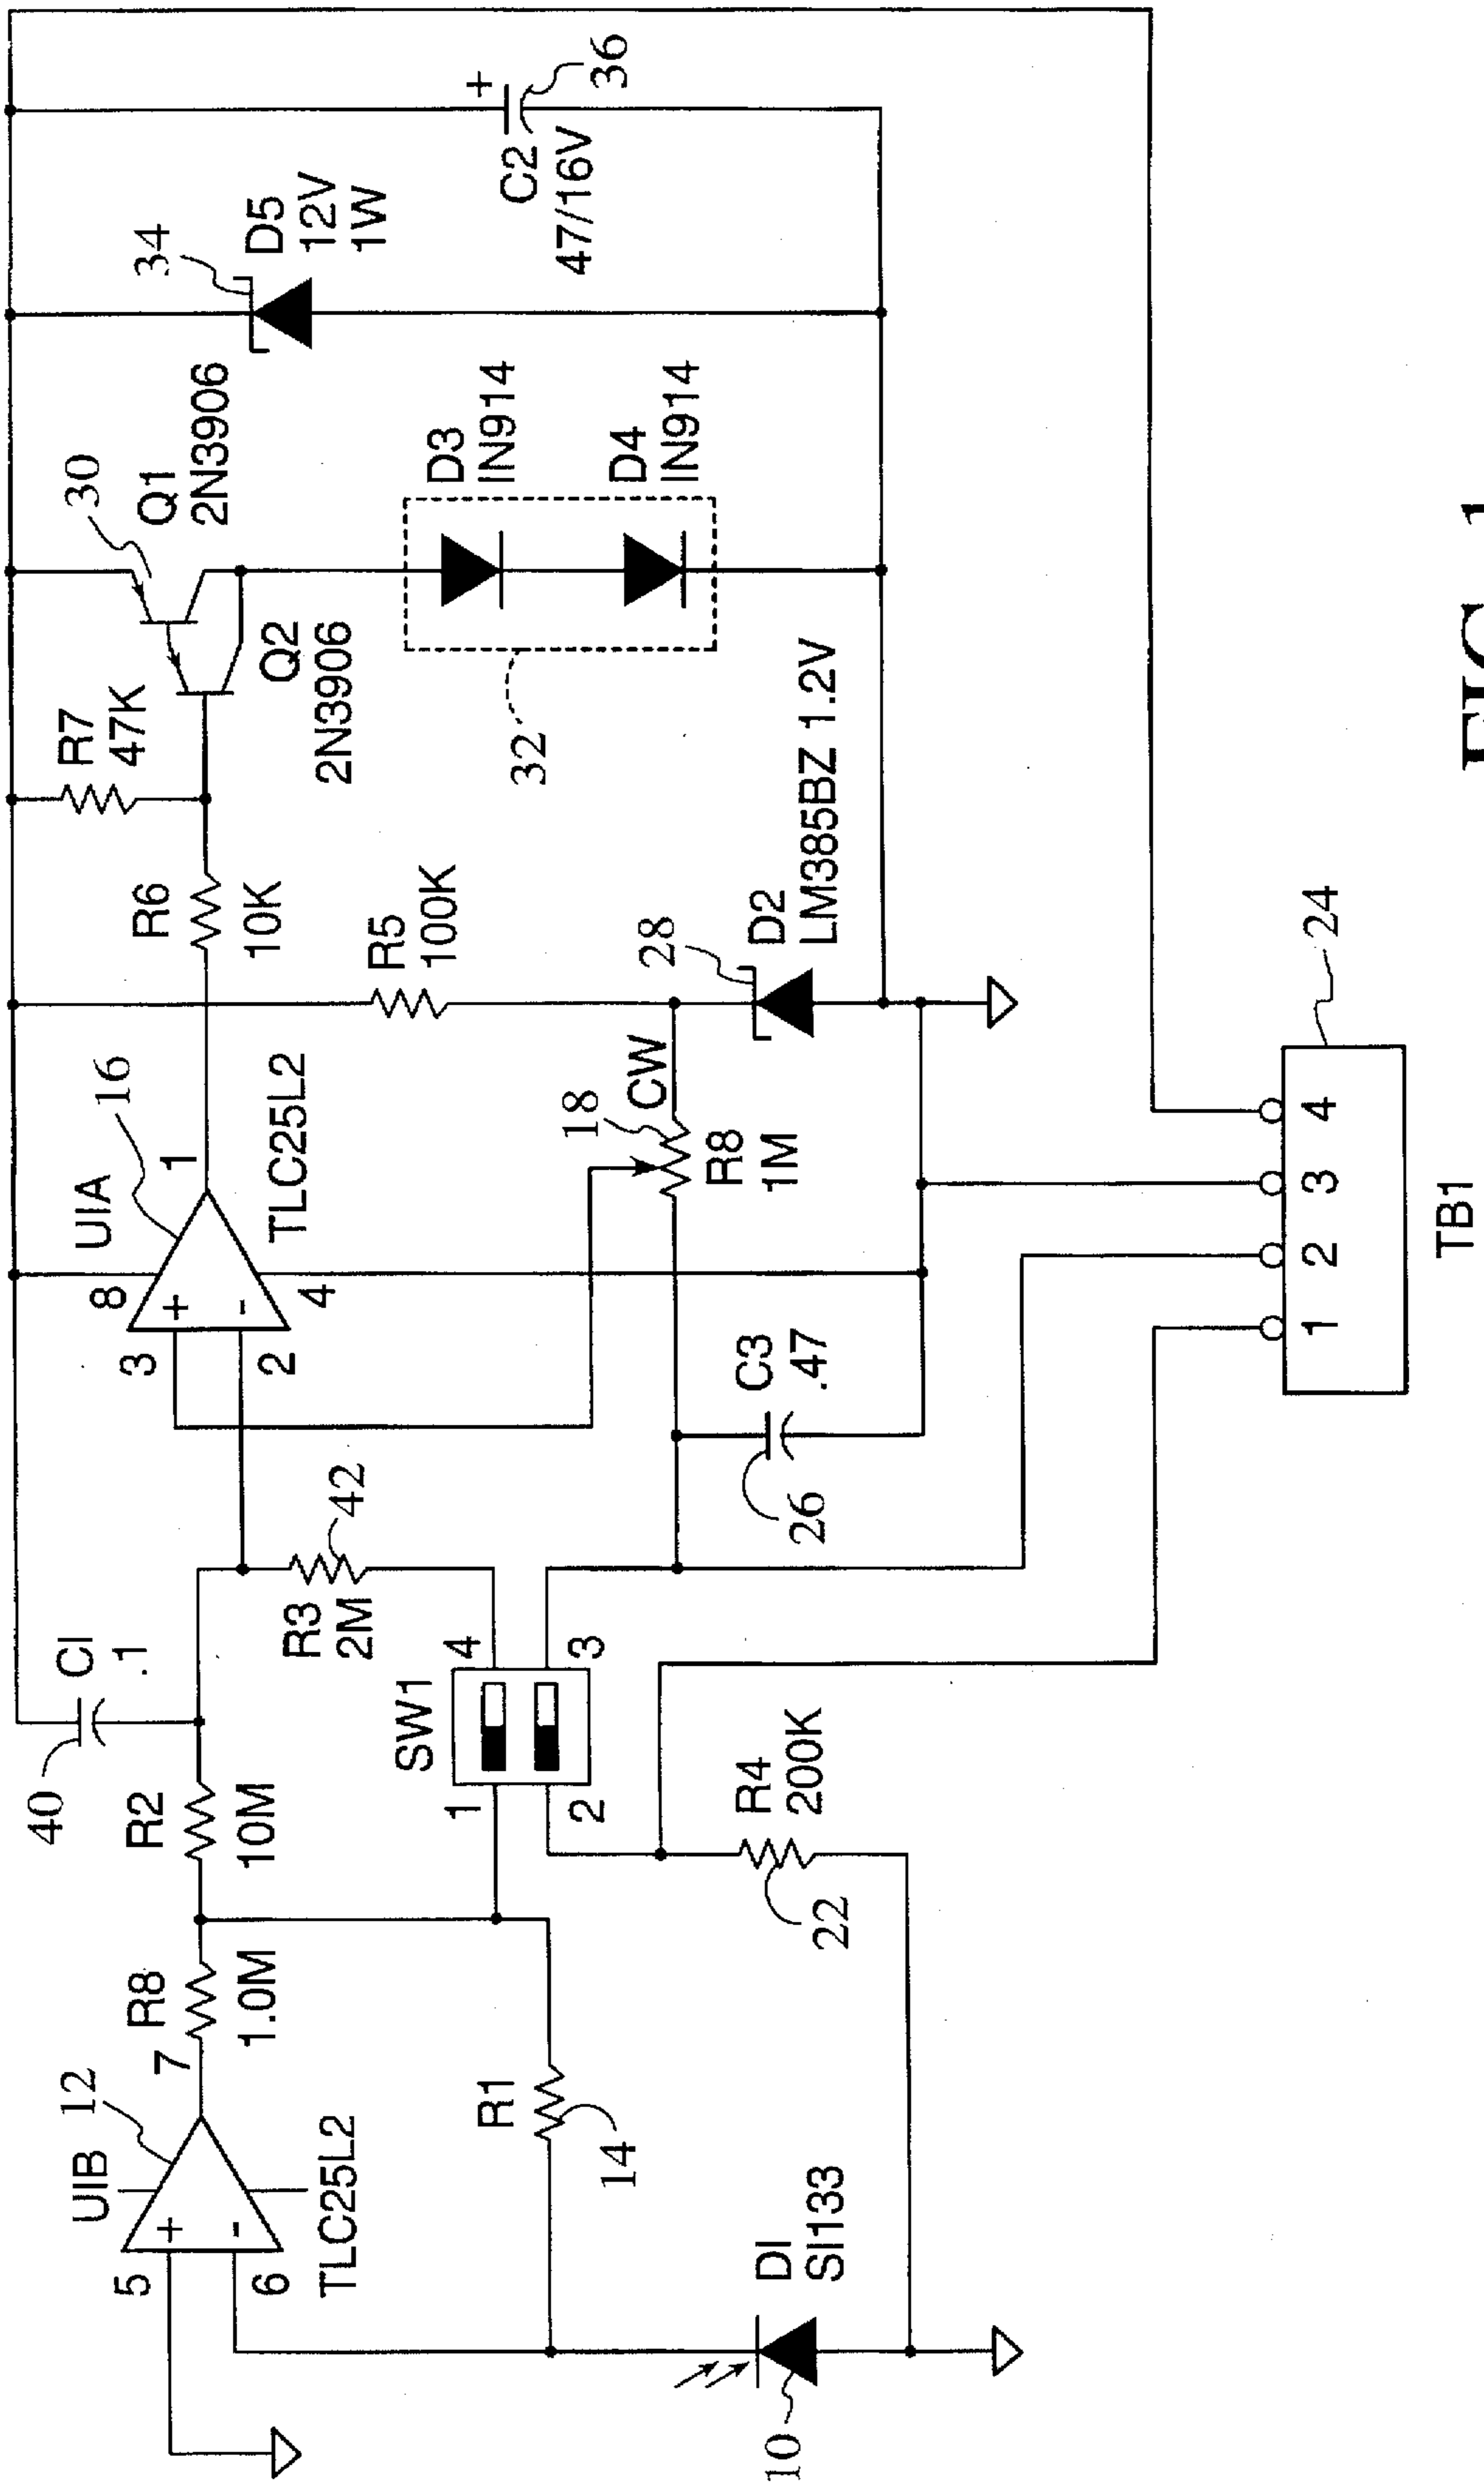 36
+
C2
47/16V
34
D5
12V
1W
30
Q1
2N3906
D3
IN914
D4
IN914
Q2
2N3906
32
R7
47K
R6
10K
R5
100K
28
D2
LM385BZ 1.2V
16
UIA
1
TLC25L2
8
+
-
4
3
2
18
CW
R8
1M
24
4
3
2
1
TB1
C3
.47
26
42
R3
2M
CI
.1
40
SW1
4
3
1
2
R2
10M
R4
200K
22
R8
1.0M
7
12
UIB
+
-
TLC25L2
5
6
R1
14
DI
SI133
10